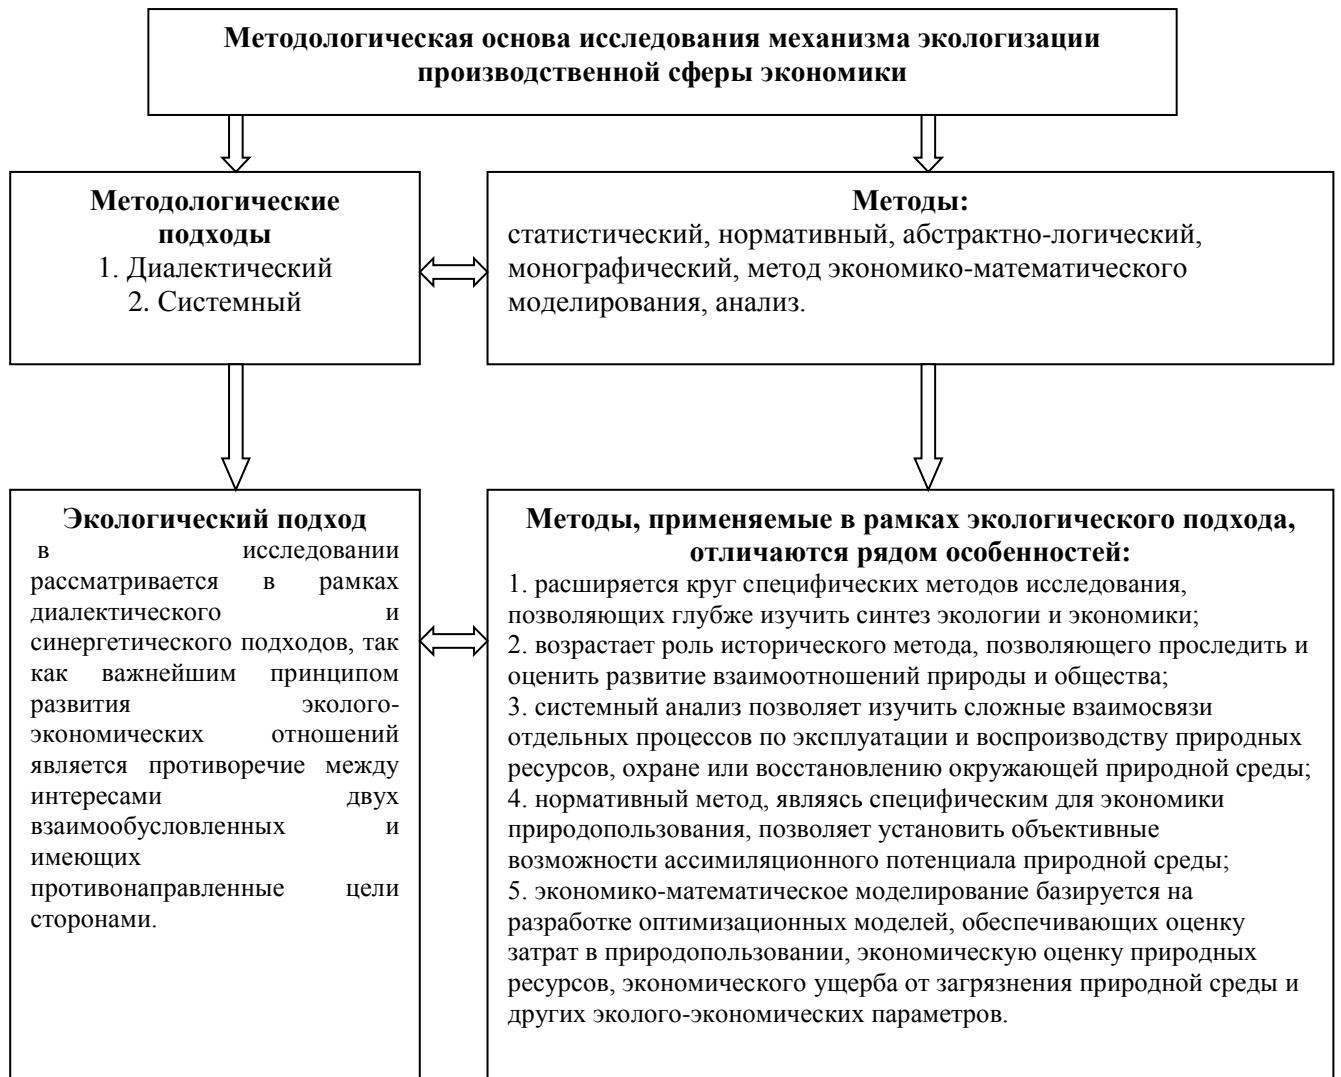 Методологическая основа исследования механизма экологизации
производственной сферы экономики
Методологические
подходы
1. Диалектический
2. Системный
Методы:
статистический, нормативный, абстрактно-логический,
монографический, метод экономико-математического
моделирования, анализ.
Экологический подход
в исследовании
рассматривается в рамках
диалектического и
синергетического подходов, так
как важнейшим принципом
развития эколого-
экономических отношений
является противоречие между
интересами двух
взаимообусловленных и
имеющих
противонаправленные цели
сторонами.
Методы, применяемые в рамках экологического подхода,
отличаются рядом особенностей:
1. расширяется круг специфических методов исследования,
позволяющих глубже изучить синтез экологии и экономики;
2. возрастает роль исторического метода, позволяющего проследить и
оценить развитие взаимоотношений природы и общества;
3. системный анализ позволяет изучить сложные взаимосвязи
отдельных процессов по эксплуатации и воспроизводству природных
ресурсов, охране или восстановлению окружающей природной среды;
4. нормативный метод, являясь специфическим для экономики
природопользования, позволяет установить объективные
возможности ассимиляционного потенциала природной среды;
5. экономико-математическое моделирование базируется на
разработке оптимизационных моделей, обеспечивающих оценку
затрат в природопользовании, экономическую оценку природных
ресурсов, экономического ущерба от загрязнения природной среды и
других эколого-экономических параметров.